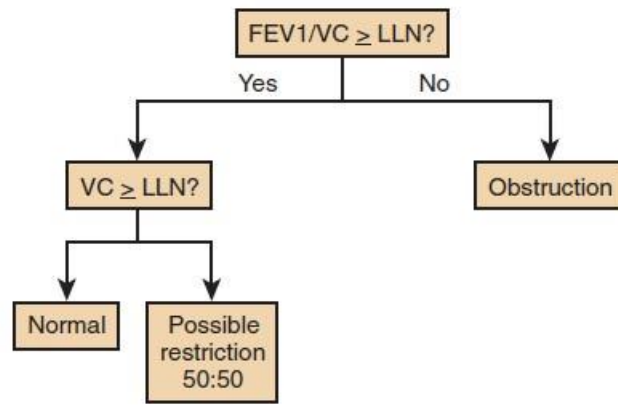 FEV1/VC ≥ LLN?
Yes
No
VC ≥ LLN?
Obstruction
Normal
Possible
restriction
50:50